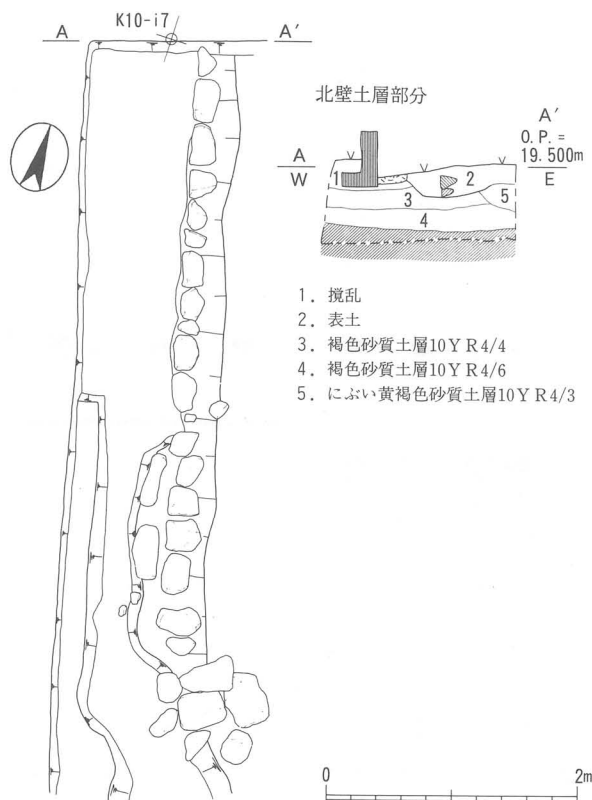 K10-i7
A A′
北壁土層部分
A′
O.P.=
19.500m
A
W E
1 2
3 5
4
1. 攪乱
2. 表土
3. 褐色砂質土層10ＹＲ4/4
4. 褐色砂質土層10ＹＲ4/6
5. にぶい黄褐色砂質土層10ＹＲ4/3
0 2m